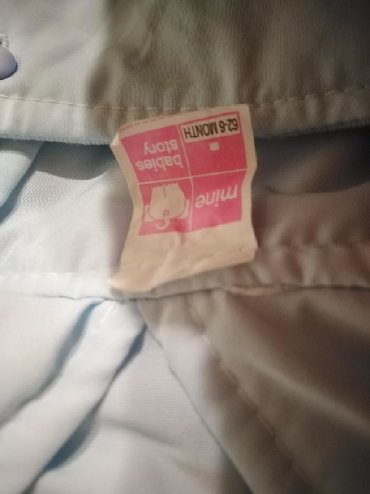 mine
babies
story
62-6 MONTH